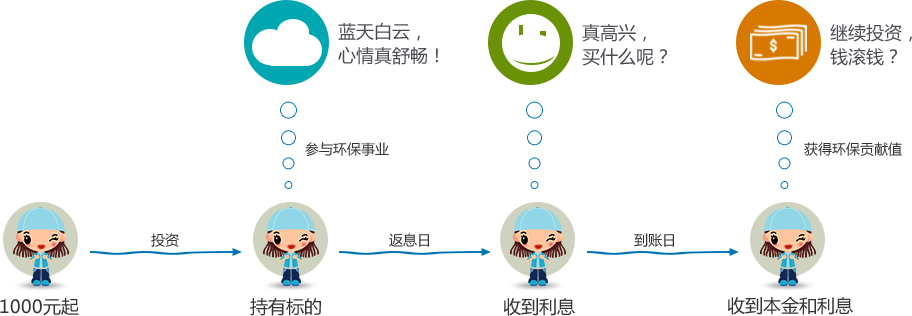 蓝天白云，
心情真舒畅！
真高兴，
买什么呢？
继续投资，
钱滚钱？
$
参与环保事业
获得环保贡献值
投资
返息日
到账日
1000元起
持有标的
收到利息
收到本金和利息